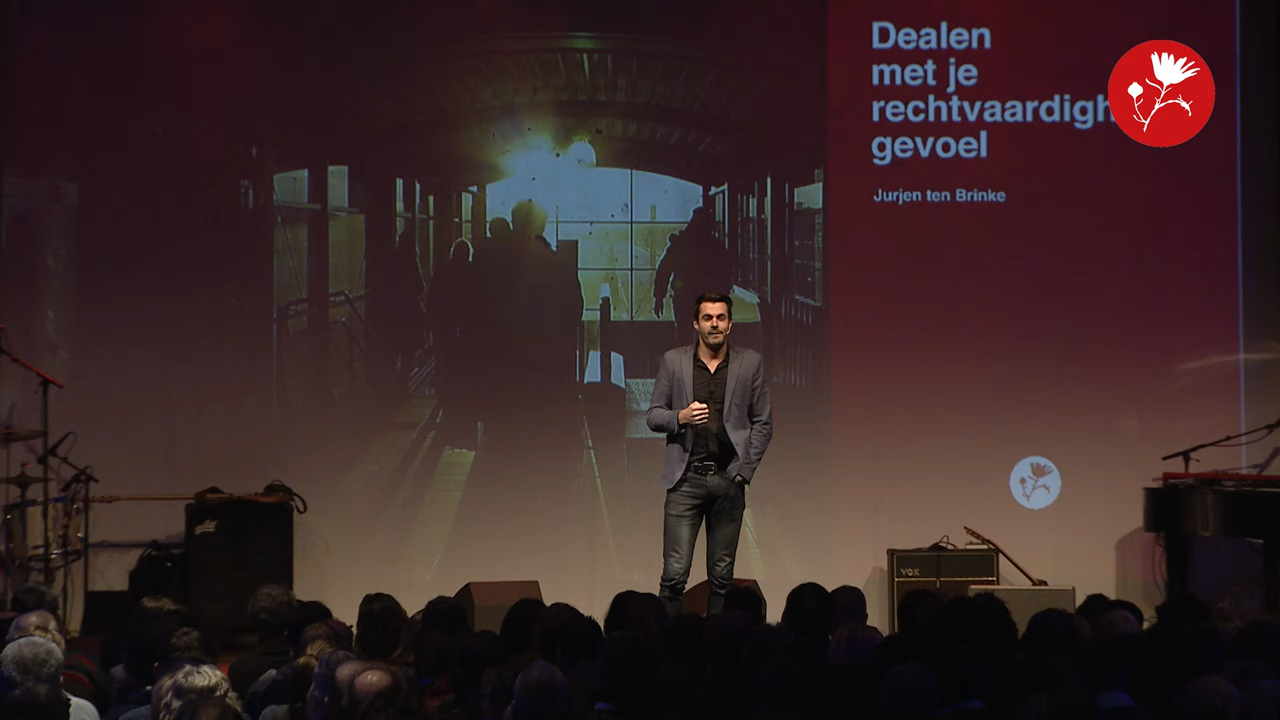 Dealen
met je
rechtvaardigh
gevoel
Jurjen ten Brinke
VOX